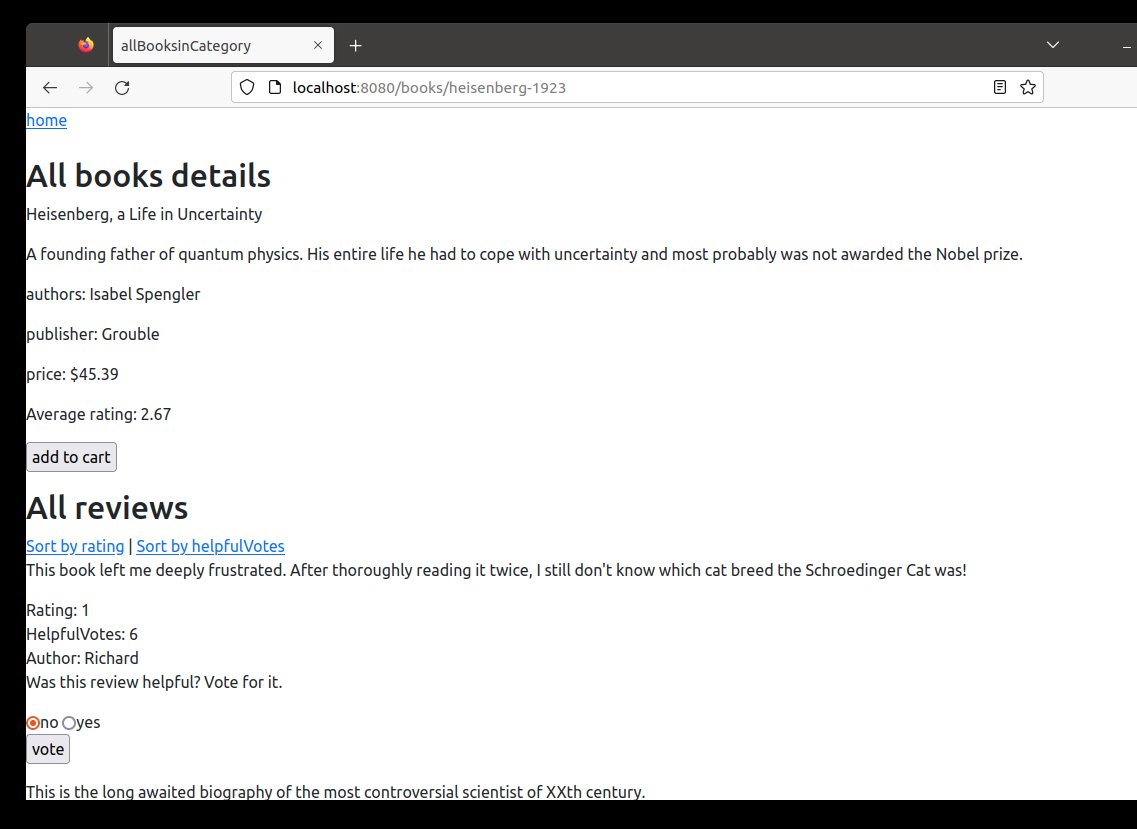 allBooksinCategory
localhost:8080/books/heisenberg-1923
home
All books details
Heisenberg, a Life in Uncertainty
A founding father of quantum physics. His entire life he had to cope with uncertainty and most probably was not awarded the Nobel prize.
authors: Isabel Spengler
publisher: Grouble
price: $45.39
Average rating: 2.67
add to cart
All reviews
Sort by rating | Sort by helpfulVotes
This book left me deeply frustrated. After thoroughly reading it twice, I still don't know which cat breed the Schroedinger Cat was!
Rating: 1
HelpfulVotes: 6
Author: Richard
Was this review helpful? Vote for it.
no yes
vote
This is the long awaited biography of the most controversial scientist of XXth century.